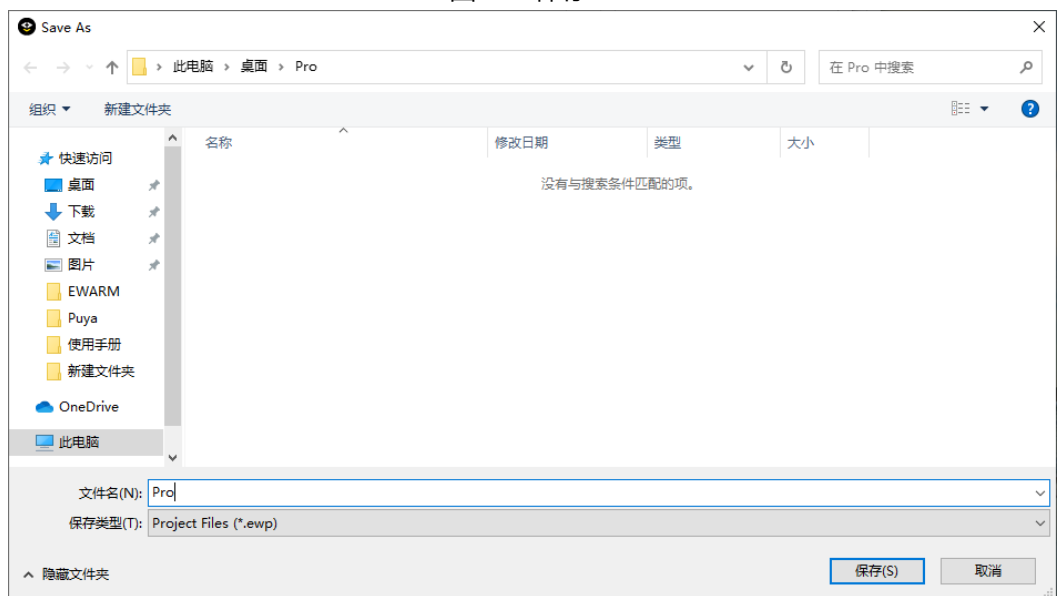 Save As
此电脑 › 桌面 › Pro
在 Pro 中搜索
组织
新建文件夹
名称
修改日期
类型
大小
没有与搜索条件匹配的项。
快速访问
桌面
下载
文档
图片
EWARM
Puya
使用手册
新建文件夹
OneDrive
此电脑
文件名(N): Pro
保存类型(T): Project Files (*.ewp)
隐藏文件夹
保存(S)
取消